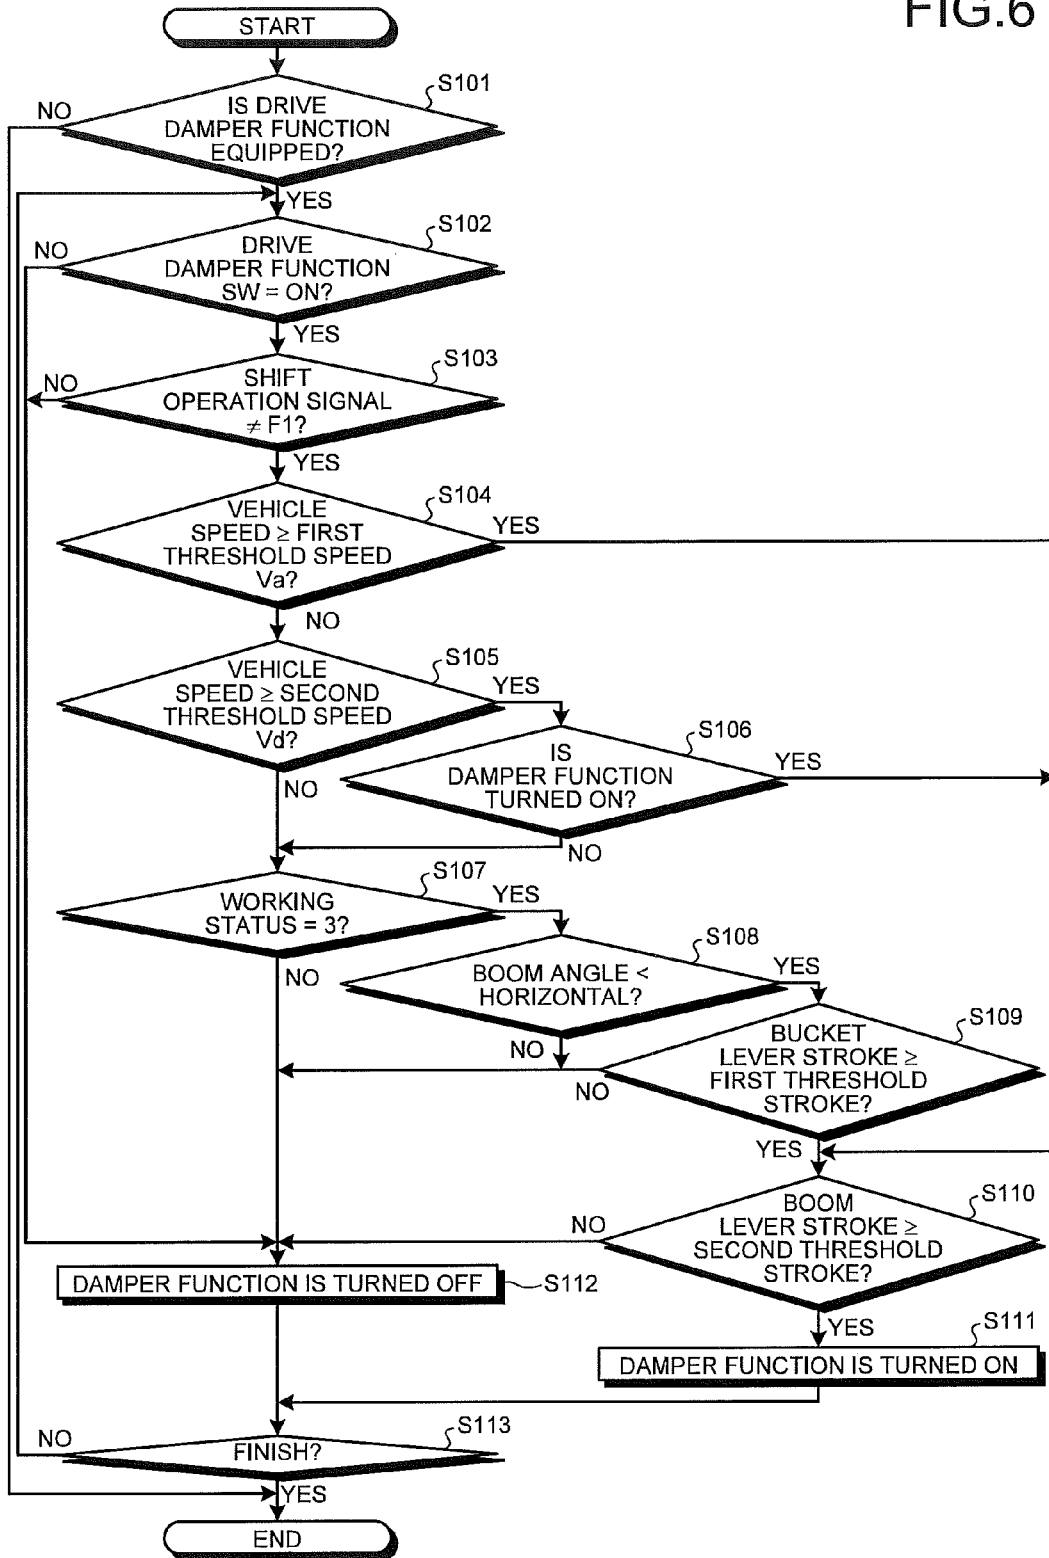 FIG.6
START
S101
NO
IS DRIVE
DAMPER FUNCTION
EQUIPPED?
YES
S102
NO
DRIVE
DAMPER FUNCTION
SW = ON?
YES
S103
NO
SHIFT
OPERATION SIGNAL
≠ F1?
YES
S104
VEHICLE
SPEED ≥ FIRST
THRESHOLD SPEED
Va?
YES
NO
S105
VEHICLE
SPEED ≥ SECOND
THRESHOLD SPEED
Vd?
YES
NO
S106
IS
DAMPER FUNCTION
TURNED ON?
YES
NO
S107
WORKING
STATUS = 3?
YES
NO
S108
BOOM ANGLE <
HORIZONTAL?
YES
NO
S109
BUCKET
LEVER STROKE ≥
FIRST THRESHOLD
STROKE?
NO
YES
S110
BOOM
LEVER STROKE ≥
SECOND THRESHOLD
STROKE?
NO
YES
DAMPER FUNCTION IS TURNED OFF
S112
S111
DAMPER FUNCTION IS TURNED ON
S113
NO
FINISH?
YES
END